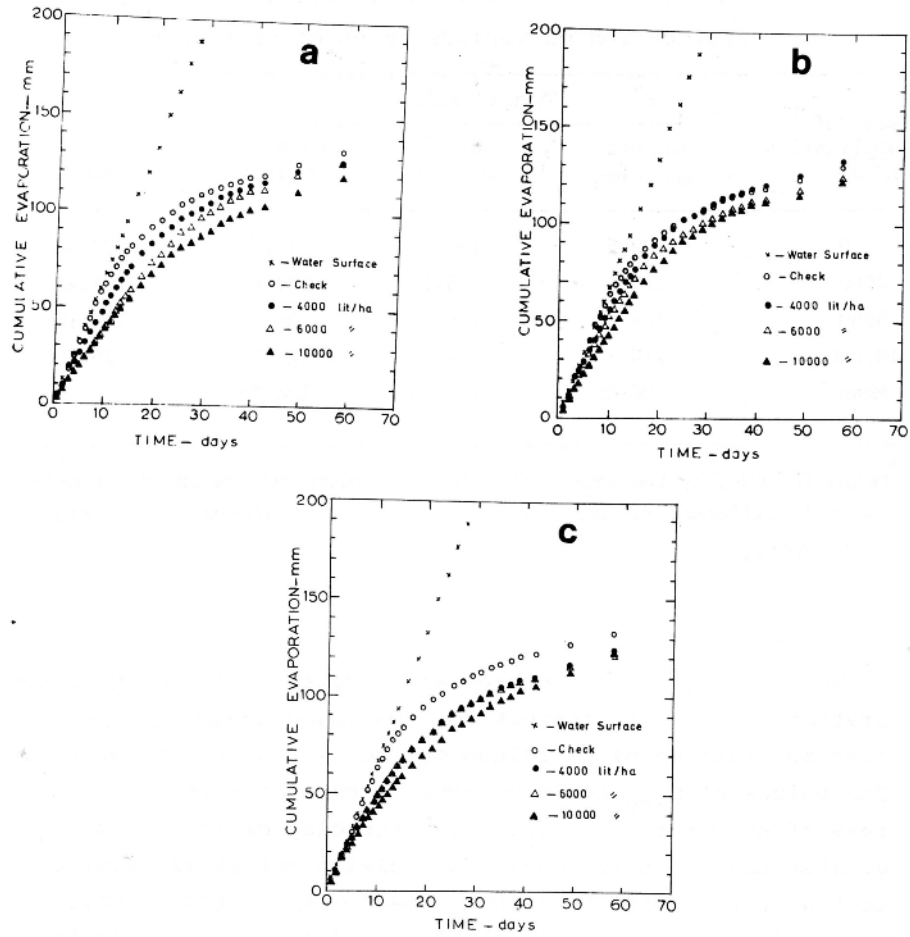 a
200
150
100
50
0
CUMULATIVE EVAPORATION—mm
× – Water Surface
○ – Check
● – 4000 lit/ha
△ – 6000 〃
▲ – 10000 〃
0 10 20 30 40 50 60 70
TIME – days
b
200
150
100
50
0
CUMULATIVE EVAPORATION-mm
× – Water Surface
○ – Check
● – 4000 lit/ha
△ – 6000 〃
▲ – 10000 〃
0 10 20 30 40 50 60 70
TIME – days
c
200
150
100
50
0
CUMULATIVE EVAPORATION-mm
× – Water Surface
○ – Check
● – 4000 lit/ha
△ – 6000 〃
▲ – 10000 〃
0 10 20 30 40 50 60 70
TIME – days